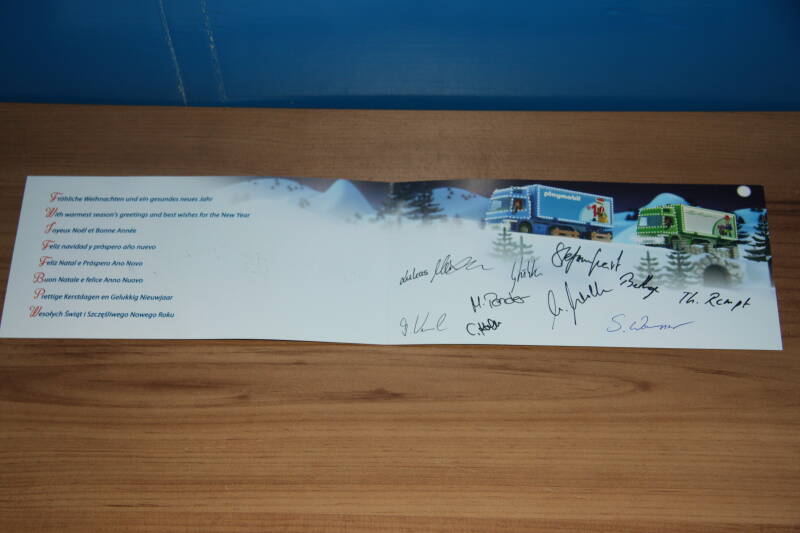 Fröhliche Weihnachten und ein gesundes neues Jahr
With warmest season's greetings and best wishes for the New Year
Joyeux Noël et Bonne Année
Feliz navidad y próspero año nuevo
Feliz Natal e Próspero Ano Novo
Buon Natale e felice Anno Nuovo
Prettige Kerstdagen en Gelukkig Nieuwjaar
Wesołych Świąt i Szczęśliwego Nowego Roku
playmobil
Lukas
M. Ponder
Th. Rempt
S.